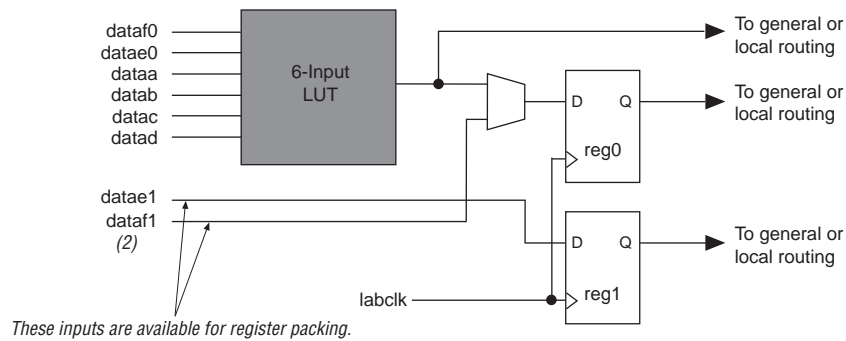 dataf0
datae0
dataa
datab
datac
datad
6-Input
LUT
To general or
local routing
D Q
reg0
To general or
local routing
datae1
dataf1
(2)
D Q
reg1
To general or
local routing
labclk
These inputs are available for register packing.